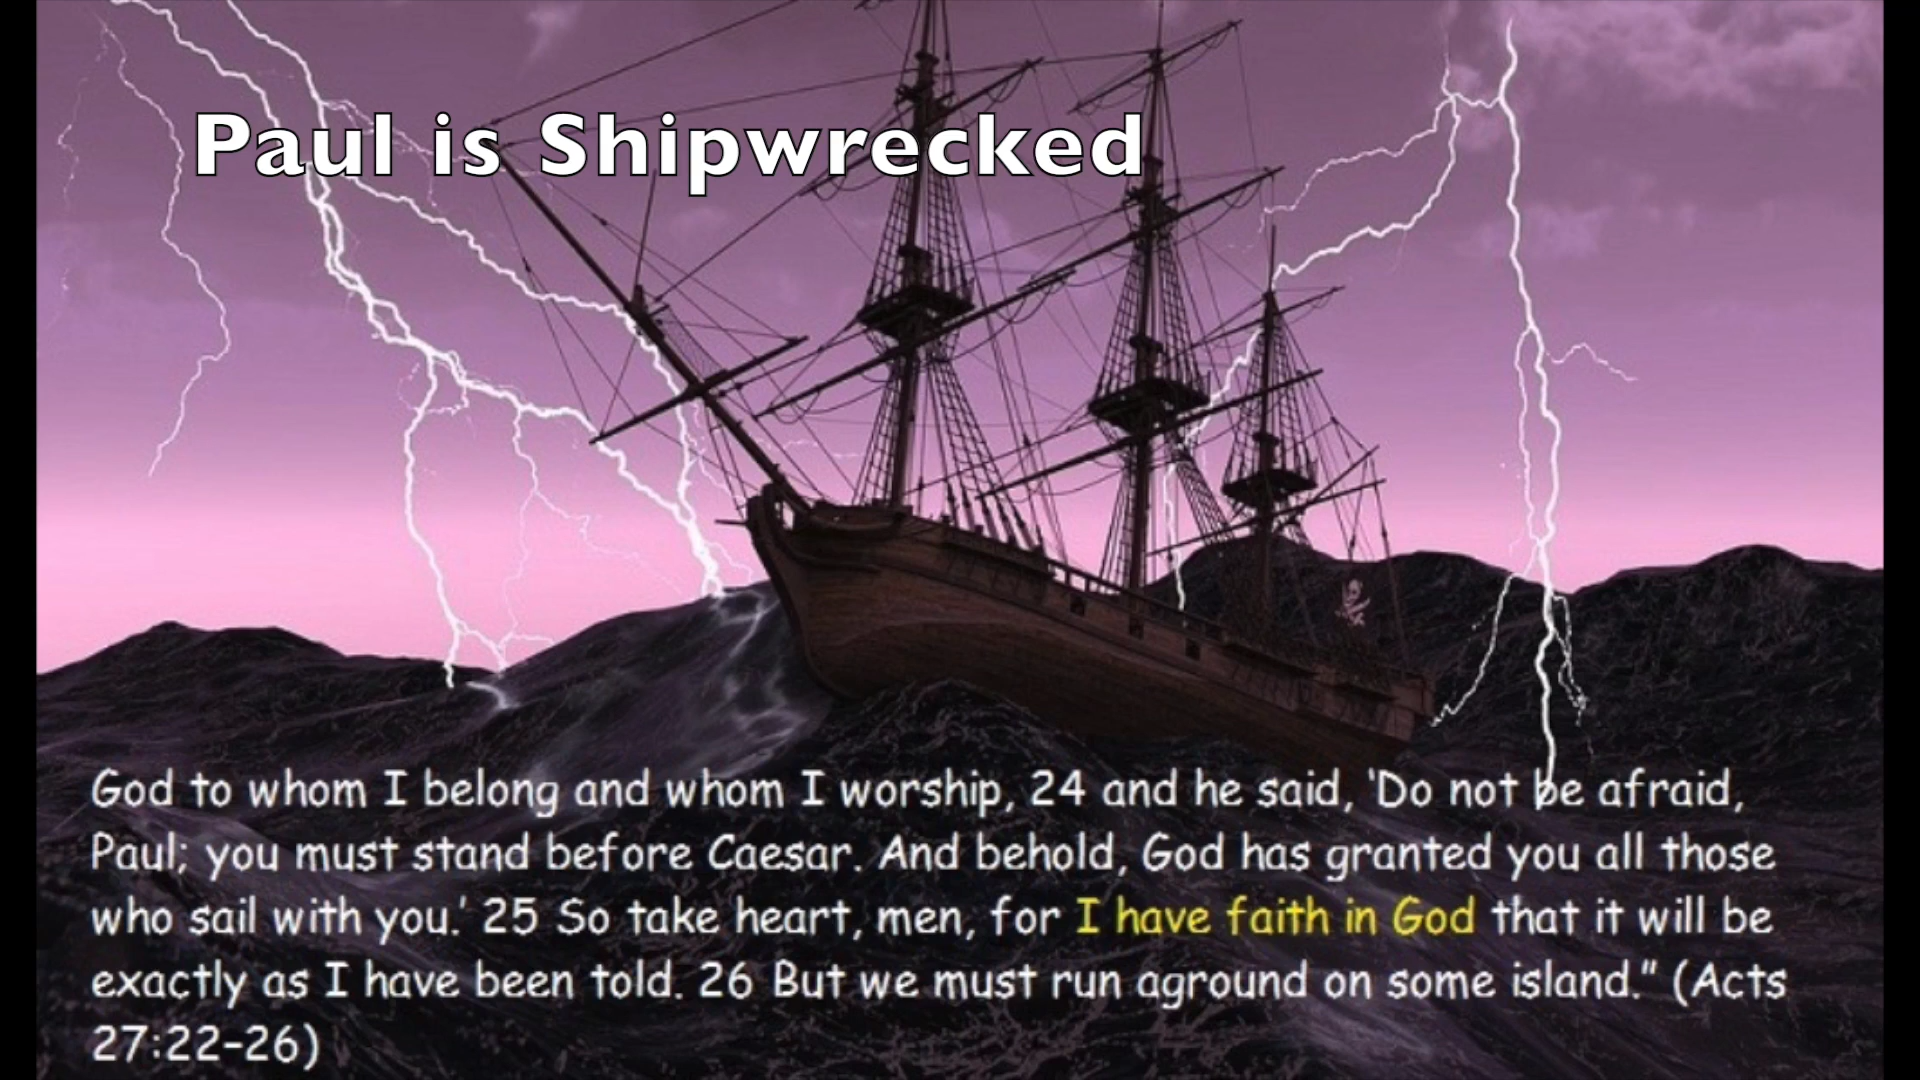 Paul is Shipwrecked
God to whom I belong and whom I worship, 24 and he said, ‘Do not be afraid,
Paul; you must stand before Caesar. And behold, God has granted you all those
who sail with you.’ 25 So take heart, men, for I have faith in God that it will be
exactly as I have been told. 26 But we must run aground on some island.” (Acts
27:22–26)